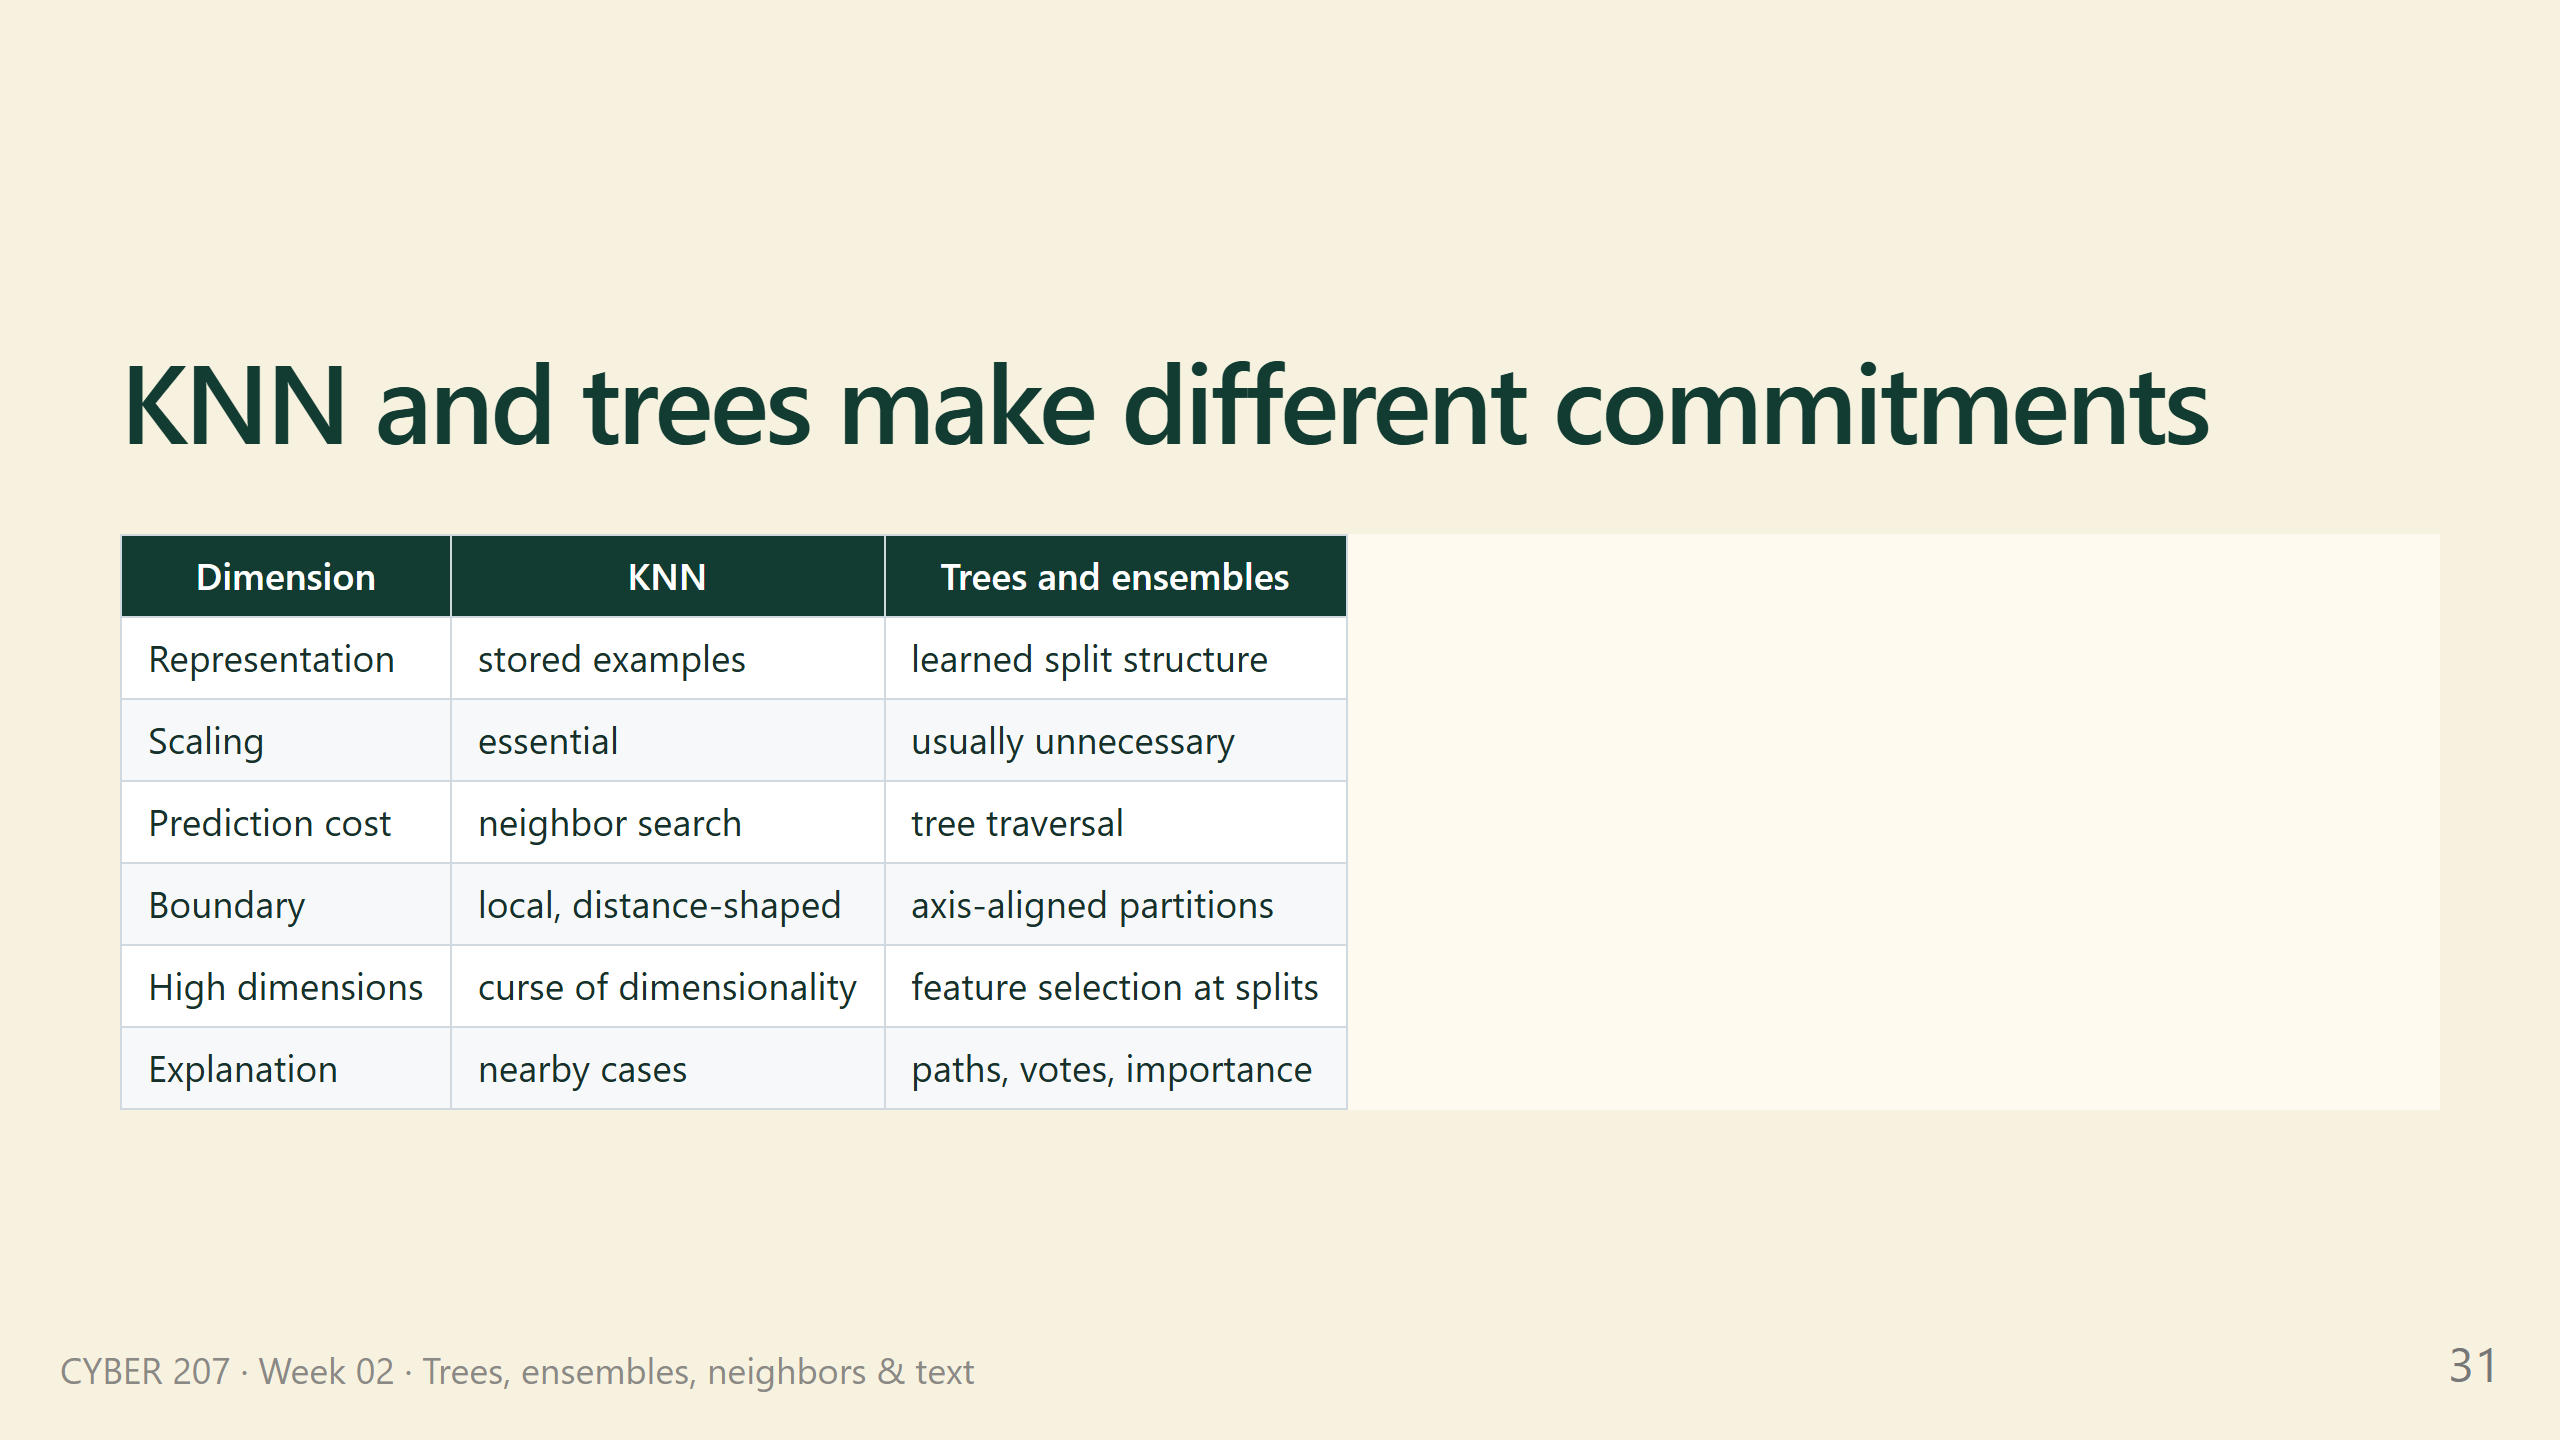 KNN and trees make different commitments
Dimension KNN Trees and ensembles
Representation stored examples learned split structure
Scaling essential usually unnecessary
Prediction cost neighbor search tree traversal
Boundary local, distance-shaped axis-aligned partitions
High dimensions curse of dimensionality feature selection at splits
Explanation nearby cases paths, votes, importance
CYBER 207 · Week 02 · Trees, ensembles, neighbors & text
31